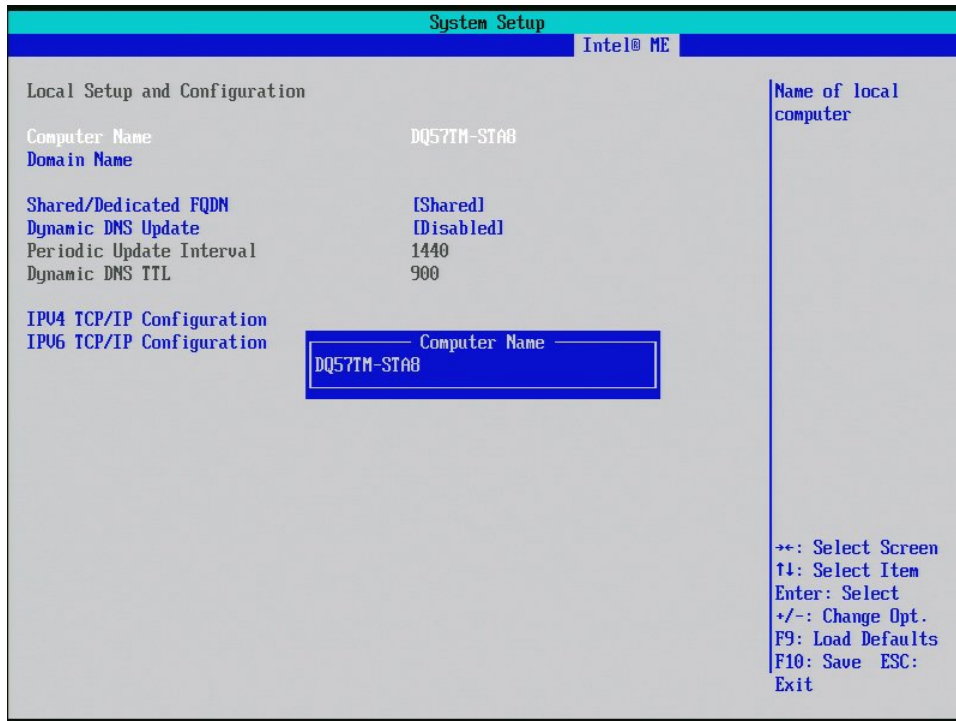 System Setup
Intel® ME
Local Setup and Configuration
Computer Name DQ57TM-STA8
Domain Name
Shared/Dedicated FQDN [Shared]
Dynamic DNS Update [Disabled]
Periodic Update Interval 1440
Dynamic DNS TTL 900
IPV4 TCP/IP Configuration
IPV6 TCP/IP Configuration
Computer Name
DQ57TM-STA8
Name of local
computer
→←: Select Screen
↑↓: Select Item
Enter: Select
+/-: Change Opt.
F9: Load Defaults
F10: Save ESC:
Exit